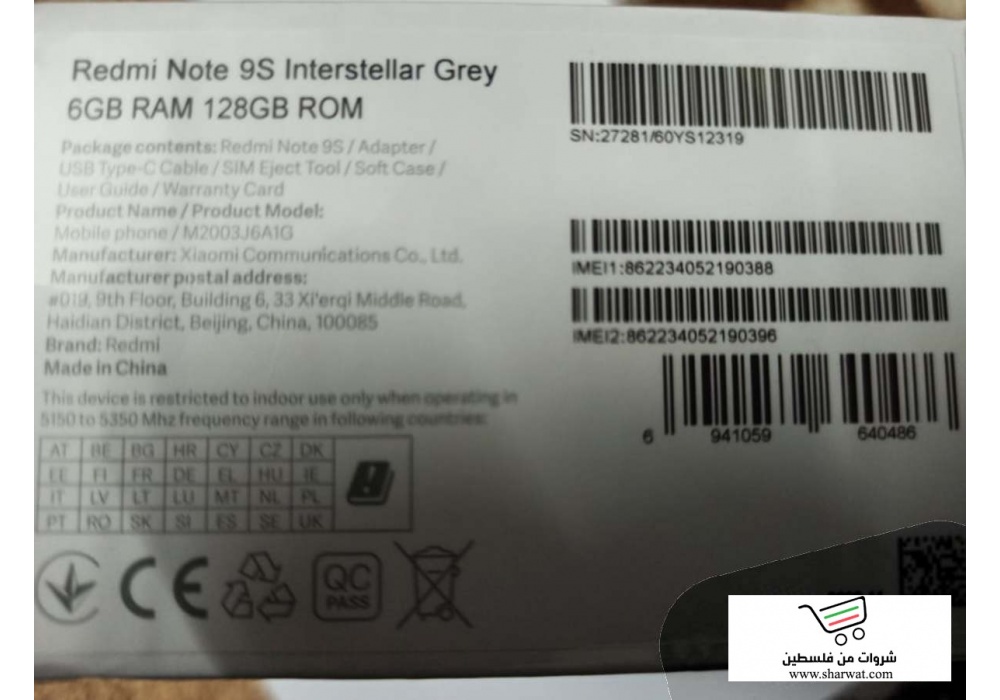 Redmi Note 9S Interstellar Grey
6GB RAM 128GB ROM
Package contents: Redmi Note 9S / Adapter /
USB Type-C Cable / SIM Eject Tool / Soft Case /
User Guide / Warranty Card
Product Name / Product Model:
Mobile phone / M2003J6A1G
Manufacturer: Xiaomi Communications Co., Ltd.
Manufacturer postal address:
#019, 9th Floor, Building 6, 33 Xi'erqi Middle Road,
Haidian District, Beijing, China, 100085
Brand: Redmi
Made in China
This device is restricted to indoor use only when operating in
5150 to 5350 Mhz frequency range in following countries:
AT BE BG HR CY CZ DK
EE FI FR DE EL HU IE
IT LV LT LU MT NL PL
PT RO SK SI ES SE UK
CE
QC
PASS
SN:27281/60YS12319
IMEI1:862234052190388
IMEI2:862234052190396
6 941059 640486
شروات من فلسطين
www.sharwat.com